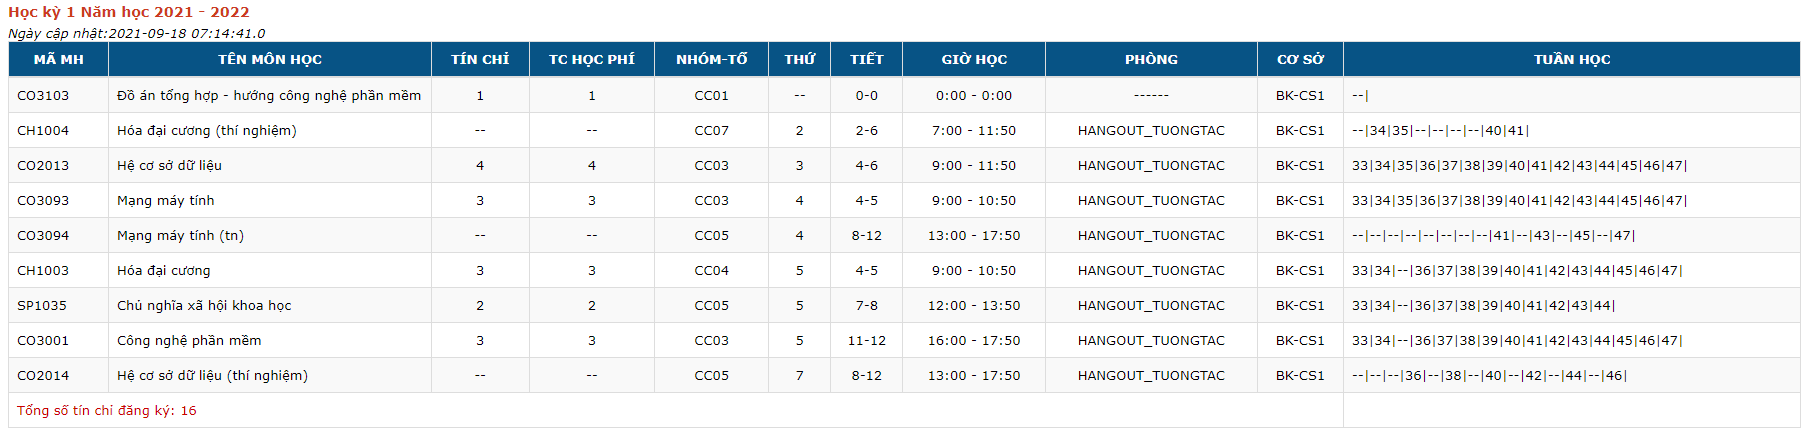 Học kỳ 1 Năm học 2021 - 2022
Ngày cập nhật:2021-09-18 07:14:41.0
MÃ MH TÊN MÔN HỌC TÍN CHỈ TC HỌC PHÍ NHÓM-TỔ THỨ TIẾT GIỜ HỌC PHÒNG CƠ SỞ TUẦN HỌC
CO3103 Đồ án tổng hợp - hướng công nghệ phần mềm 1 1 CC01 -- 0-0 0:00 - 0:00 ------ BK-CS1 --|
CH1004 Hóa đại cương (thí nghiệm) -- -- CC07 2 2-6 7:00 - 11:50 HANGOUT_TUONGTAC BK-CS1 --|34|35|--|--|--|--|40|41|
CO2013 Hệ cơ sở dữ liệu 4 4 CC03 3 4-6 9:00 - 11:50 HANGOUT_TUONGTAC BK-CS1 33|34|35|36|37|38|39|40|41|42|43|44|45|46|47|
CO3093 Mạng máy tính 3 3 CC03 4 4-5 9:00 - 10:50 HANGOUT_TUONGTAC BK-CS1 33|34|35|36|37|38|39|40|41|42|43|44|45|46|47|
CO3094 Mạng máy tính (tn) -- -- CC05 4 8-12 13:00 - 17:50 HANGOUT_TUONGTAC BK-CS1 --|--|--|--|--|--|--|--|41|--|43|--|45|--|47|
CH1003 Hóa đại cương 3 3 CC04 5 4-5 9:00 - 10:50 HANGOUT_TUONGTAC BK-CS1 33|34|--|36|37|38|39|40|41|42|43|44|45|46|47|
SP1035 Chủ nghĩa xã hội khoa học 2 2 CC05 5 7-8 12:00 - 13:50 HANGOUT_TUONGTAC BK-CS1 33|34|--|36|37|38|39|40|41|42|43|44|
CO3001 Công nghệ phần mềm 3 3 CC03 5 11-12 16:00 - 17:50 HANGOUT_TUONGTAC BK-CS1 33|34|--|36|37|38|39|40|41|42|43|44|45|46|47|
CO2014 Hệ cơ sở dữ liệu (thí nghiệm) -- -- CC05 7 8-12 13:00 - 17:50 HANGOUT_TUONGTAC BK-CS1 --|--|--|36|--|38|--|40|--|42|--|44|--|46|
Tổng số tín chỉ đăng ký: 16